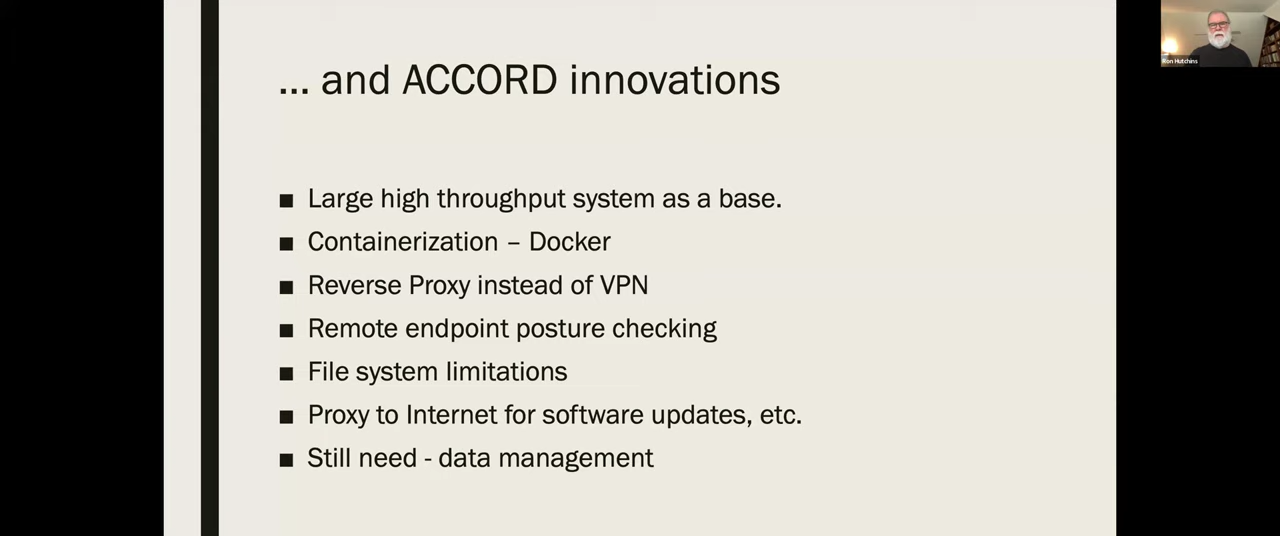 ... and ACCORD innovations
■ Large high throughput system as a base.
■ Containerization – Docker
■ Reverse Proxy instead of VPN
■ Remote endpoint posture checking
■ File system limitations
■ Proxy to Internet for software updates, etc.
■ Still need - data management
Ron Hutchins